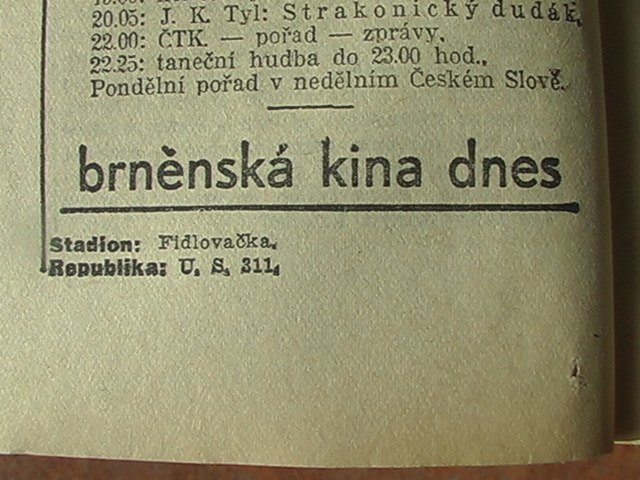 20.05: J. K. Tyl: Strakonický dudák.
22.00: ČTK. — pořad — zprávy.
22.25: taneční hudba do 23.00 hod..
Pondělní pořad v nedělním Českém Slově.
brněnská kina dnes
Stadion: Fidlovačka.
Republika: U. S. 311.